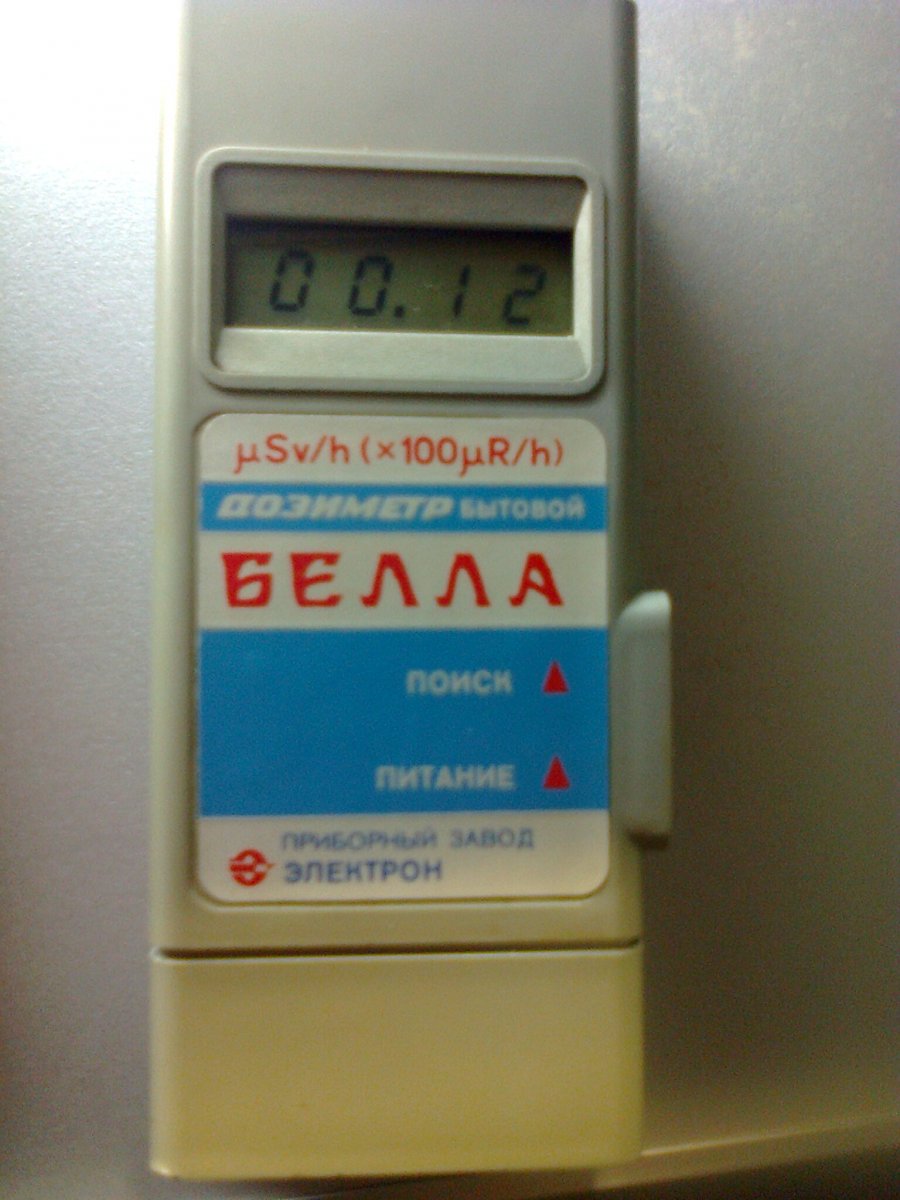 00.12
µSv/h (×100µR/h)
ДОЗИМЕТР БЫТОВОЙ
БЕЛЛА
ПОИСК
ПИТАНИЕ
ПРИБОРНЫЙ ЗАВОД
ЭЛЕКТРОН